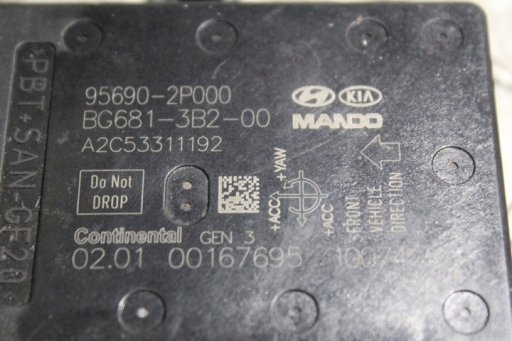 PBT+SAN-GF20
95690-2P000
KIA
BG681-3B2-00
MANDO
A2C53311192
Do Not
DROP
+ACC
+YAW
+ACC
FRONT
VEHICLE
DIRECTION
Continental GEN 3
02.01 00167695